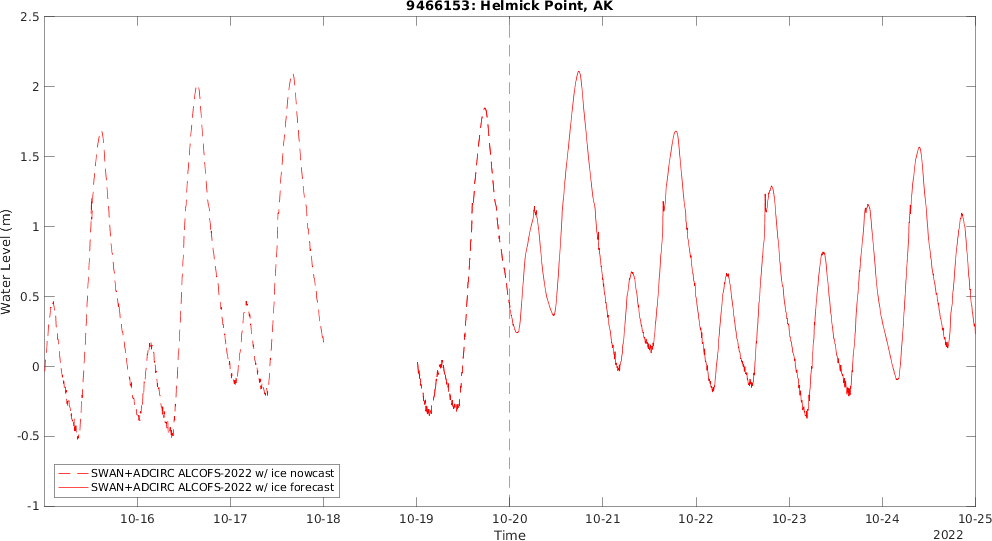 9466153: Helmick Point, AK
2.5
2
1.5
1
0.5
0
-0.5
-1
Water Level (m)
SWAN+ADCIRC ALCOFS-2022 w/ ice nowcast
SWAN+ADCIRC ALCOFS-2022 w/ ice forecast
10-16 10-17 10-18 10-19 10-20 10-21 10-22 10-23 10-24 10-25
Time
2022